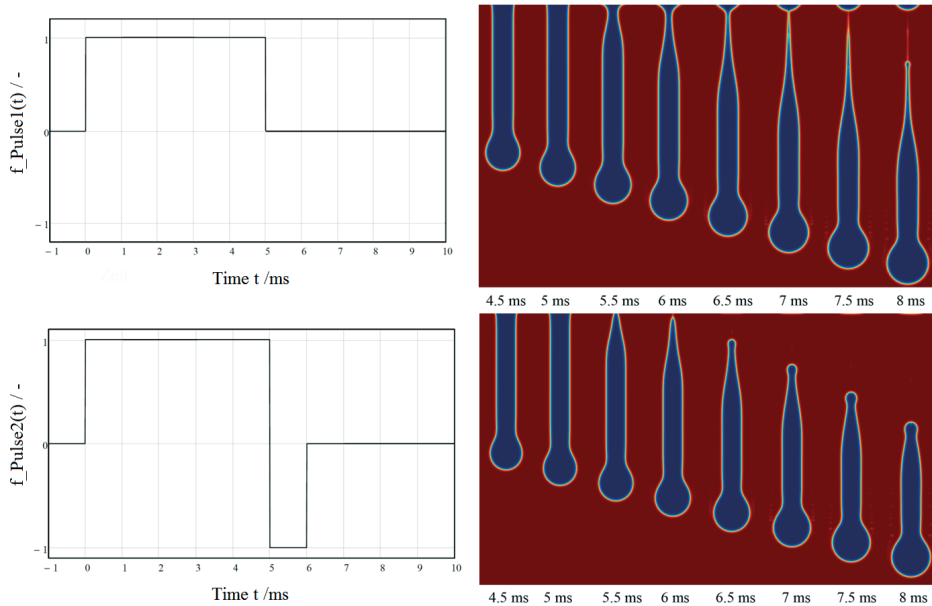 f_Pulse1(t) / -
1
0
− 1
− 1 0 1 2 3 4 5 6 7 8 9 10
Time t /ms
4.5 ms 5 ms 5.5 ms 6 ms 6.5 ms 7 ms 7.5 ms 8 ms
f_Pulse2(t) / -
1
0
− 1
− 1 0 1 2 3 4 5 6 7 8 9 10
Time t /ms
4.5 ms 5 ms 5.5 ms 6 ms 6.5 ms 7 ms 7.5 ms 8 ms